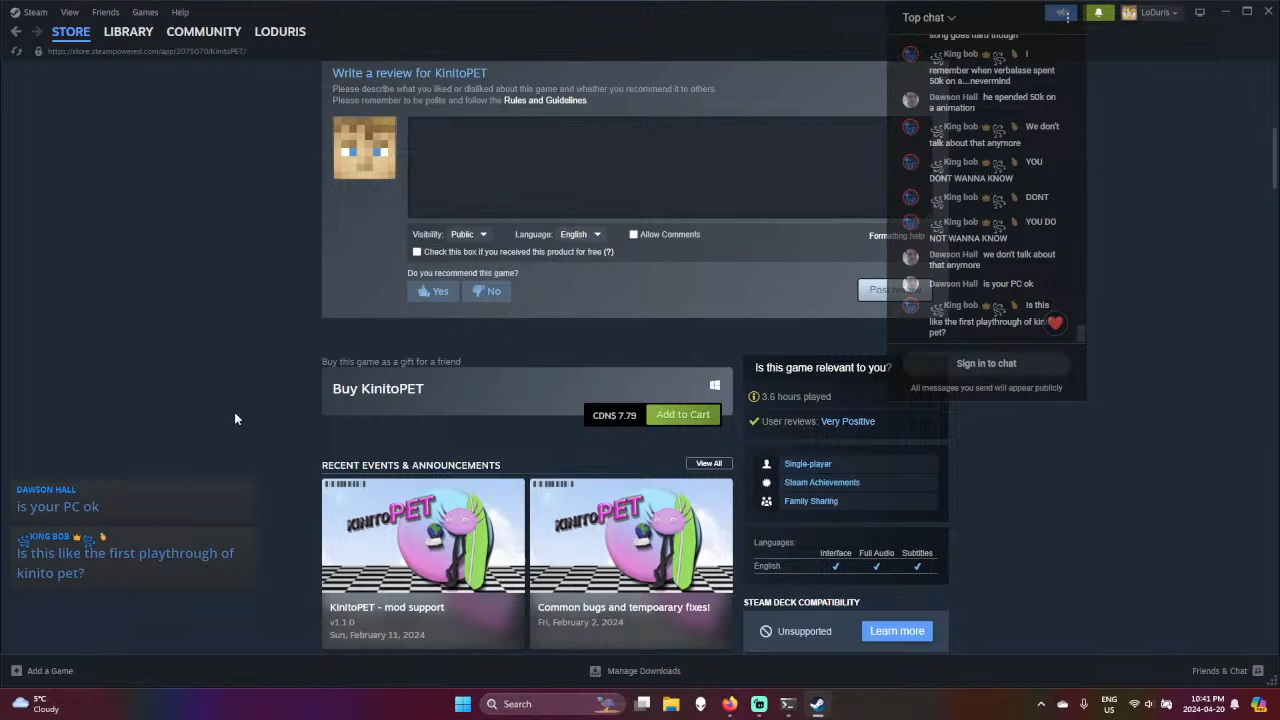 Steam View Friends Games Help
LoDuris
STORE LIBRARY COMMUNITY LODURIS
https://store.steampowered.com/app/2075070/KinitoPET/
Write a review for KinitoPET
Please describe what you liked or disliked about this game and whether you recommend it to others.
Please remember to be polite and follow the Rules and Guidelines
Visibility: Public Language: English Allow Comments
Formatting help
Check this box if you received this product for free (?)
Do you recommend this game?
Yes No
Top chat
song goes hard though
King bob I
remember when verbalase spent
50k on a....nevermind
Dawson Hall he spended 50k on
a animation
King bob We don't
talk about that anymore
King bob YOU
DONT WANNA KNOW
King bob DONT
King bob YOU DO
NOT WANNA KNOW
Dawson Hall we don't talk about
that anymore
Dawson Hall is your PC ok
King bob Is this
like the first playthrough of
pet?
Sign in to chat
All messages you send will appear publicly
Buy this game as a gift for a friend
Buy KinitoPET
CDN$ 7.79 Add to Cart
Is this game relevant to you?
3.6 hours played
User reviews: Very Positive
Single-player
Steam Achievements
Family Sharing
Languages:
Interface Full Audio Subtitles
English
STEAM DECK COMPATIBILITY
Unsupported Learn more
RECENT EVENTS & ANNOUNCEMENTS View All
KINITOPET
KINITOPET
KinitoPET - mod support
v1.1.0
Sun, February 11, 2024
Common bugs and tempoarary fixes!
Fri, February 2, 2024
DAWSON HALL
is your PC ok
KING BOB
Is this like the first playthrough of
kinito pet?
Add a Game Manage Downloads Friends & Chat
5°C
Cloudy
Search
ENG
US
10:41 PM
2024-04-20